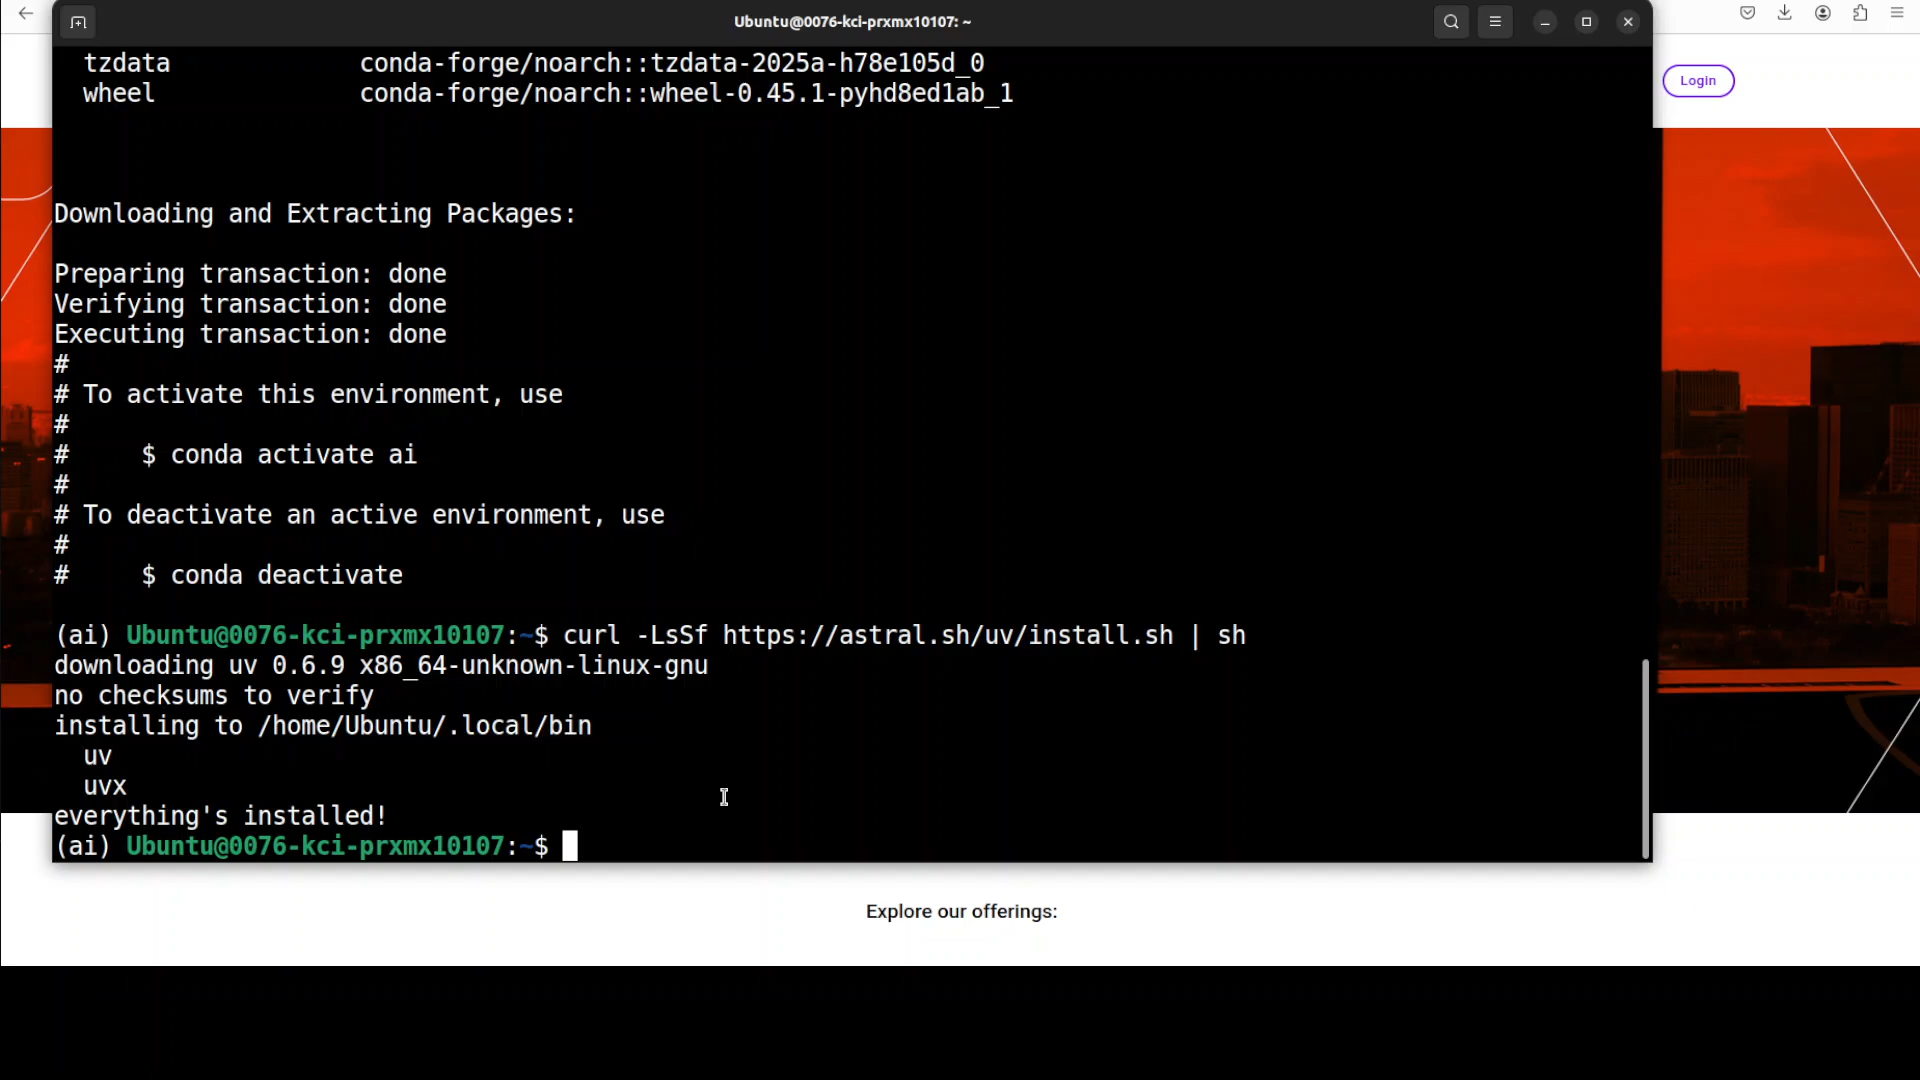 Ubuntu@0076-kci-prxmx10107: ~
Login
tzdata conda-forge/noarch::tzdata-2025a-h78e105d_0
wheel conda-forge/noarch::wheel-0.45.1-pyhd8ed1ab_1
Downloading and Extracting Packages:
Preparing transaction: done
Verifying transaction: done
Executing transaction: done
#
# To activate this environment, use
#
# $ conda activate ai
#
# To deactivate an active environment, use
#
# $ conda deactivate
(ai) Ubuntu@0076-kci-prxmx10107:~$ curl -LsSf https://astral.sh/uv/install.sh | sh
downloading uv 0.6.9 x86_64-unknown-linux-gnu
no checksums to verify
installing to /home/Ubuntu/.local/bin
uv
uvx
everything's installed!
(ai) Ubuntu@0076-kci-prxmx10107:~$
Explore our offerings: